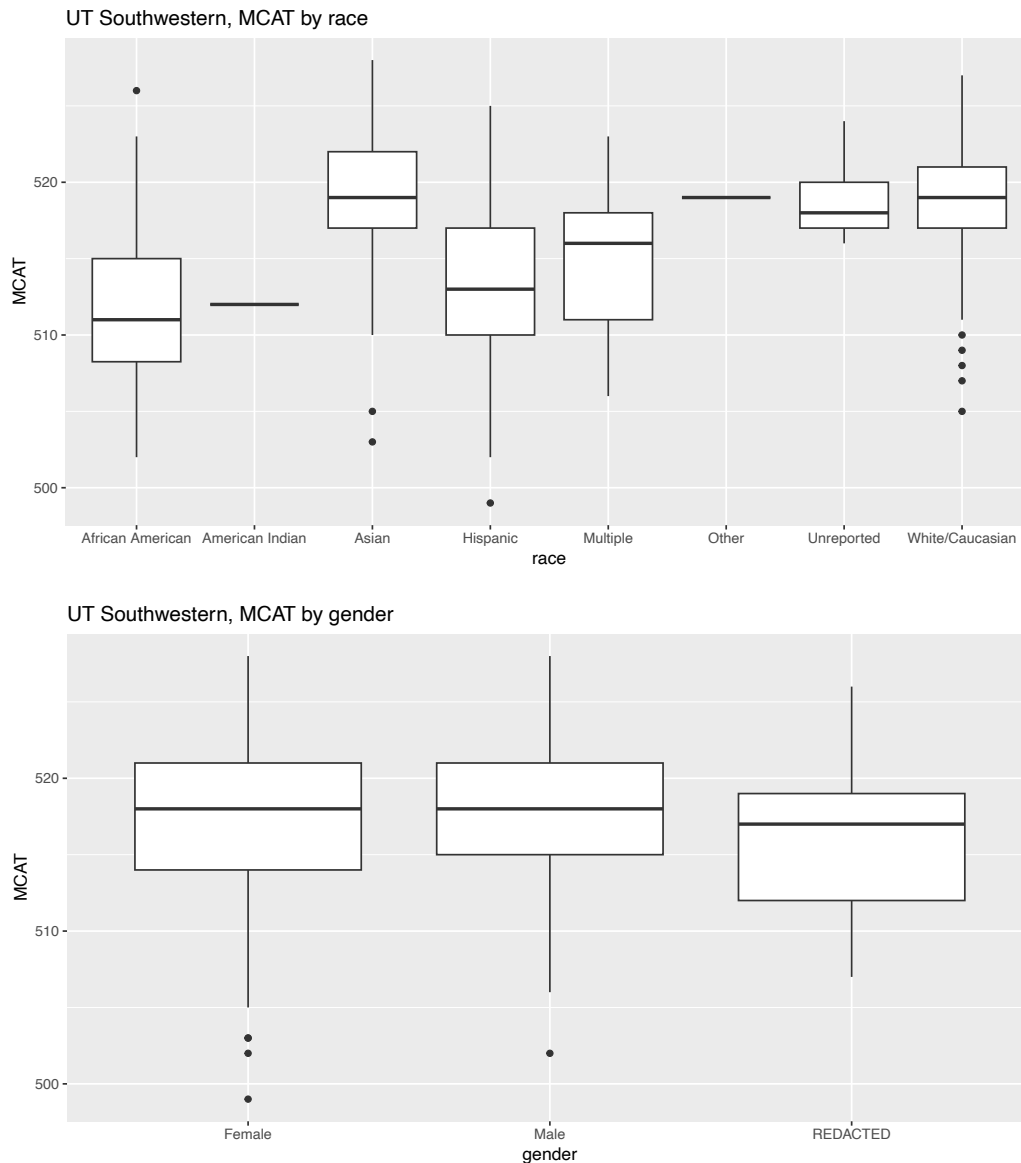 UT Southwestern, MCAT by race
520
510
500
MCAT
African American American Indian Asian Hispanic Multiple Other Unreported White/Caucasian
race
UT Southwestern, MCAT by gender
520
510
500
MCAT
Female Male REDACTED
gender